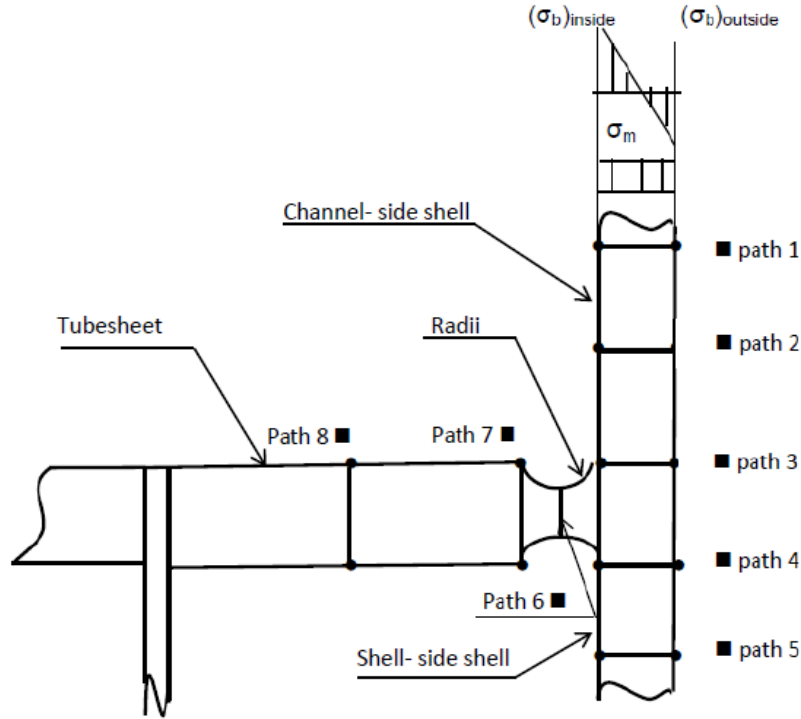 (σb)inside (σb)outside
σm
Channel- side shell
■ path 1
Tubesheet
Radii
■ path 2
Path 8 ■
Path 7 ■
■ path 3
■ path 4
Path 6 ■
Shell- side shell
■ path 5